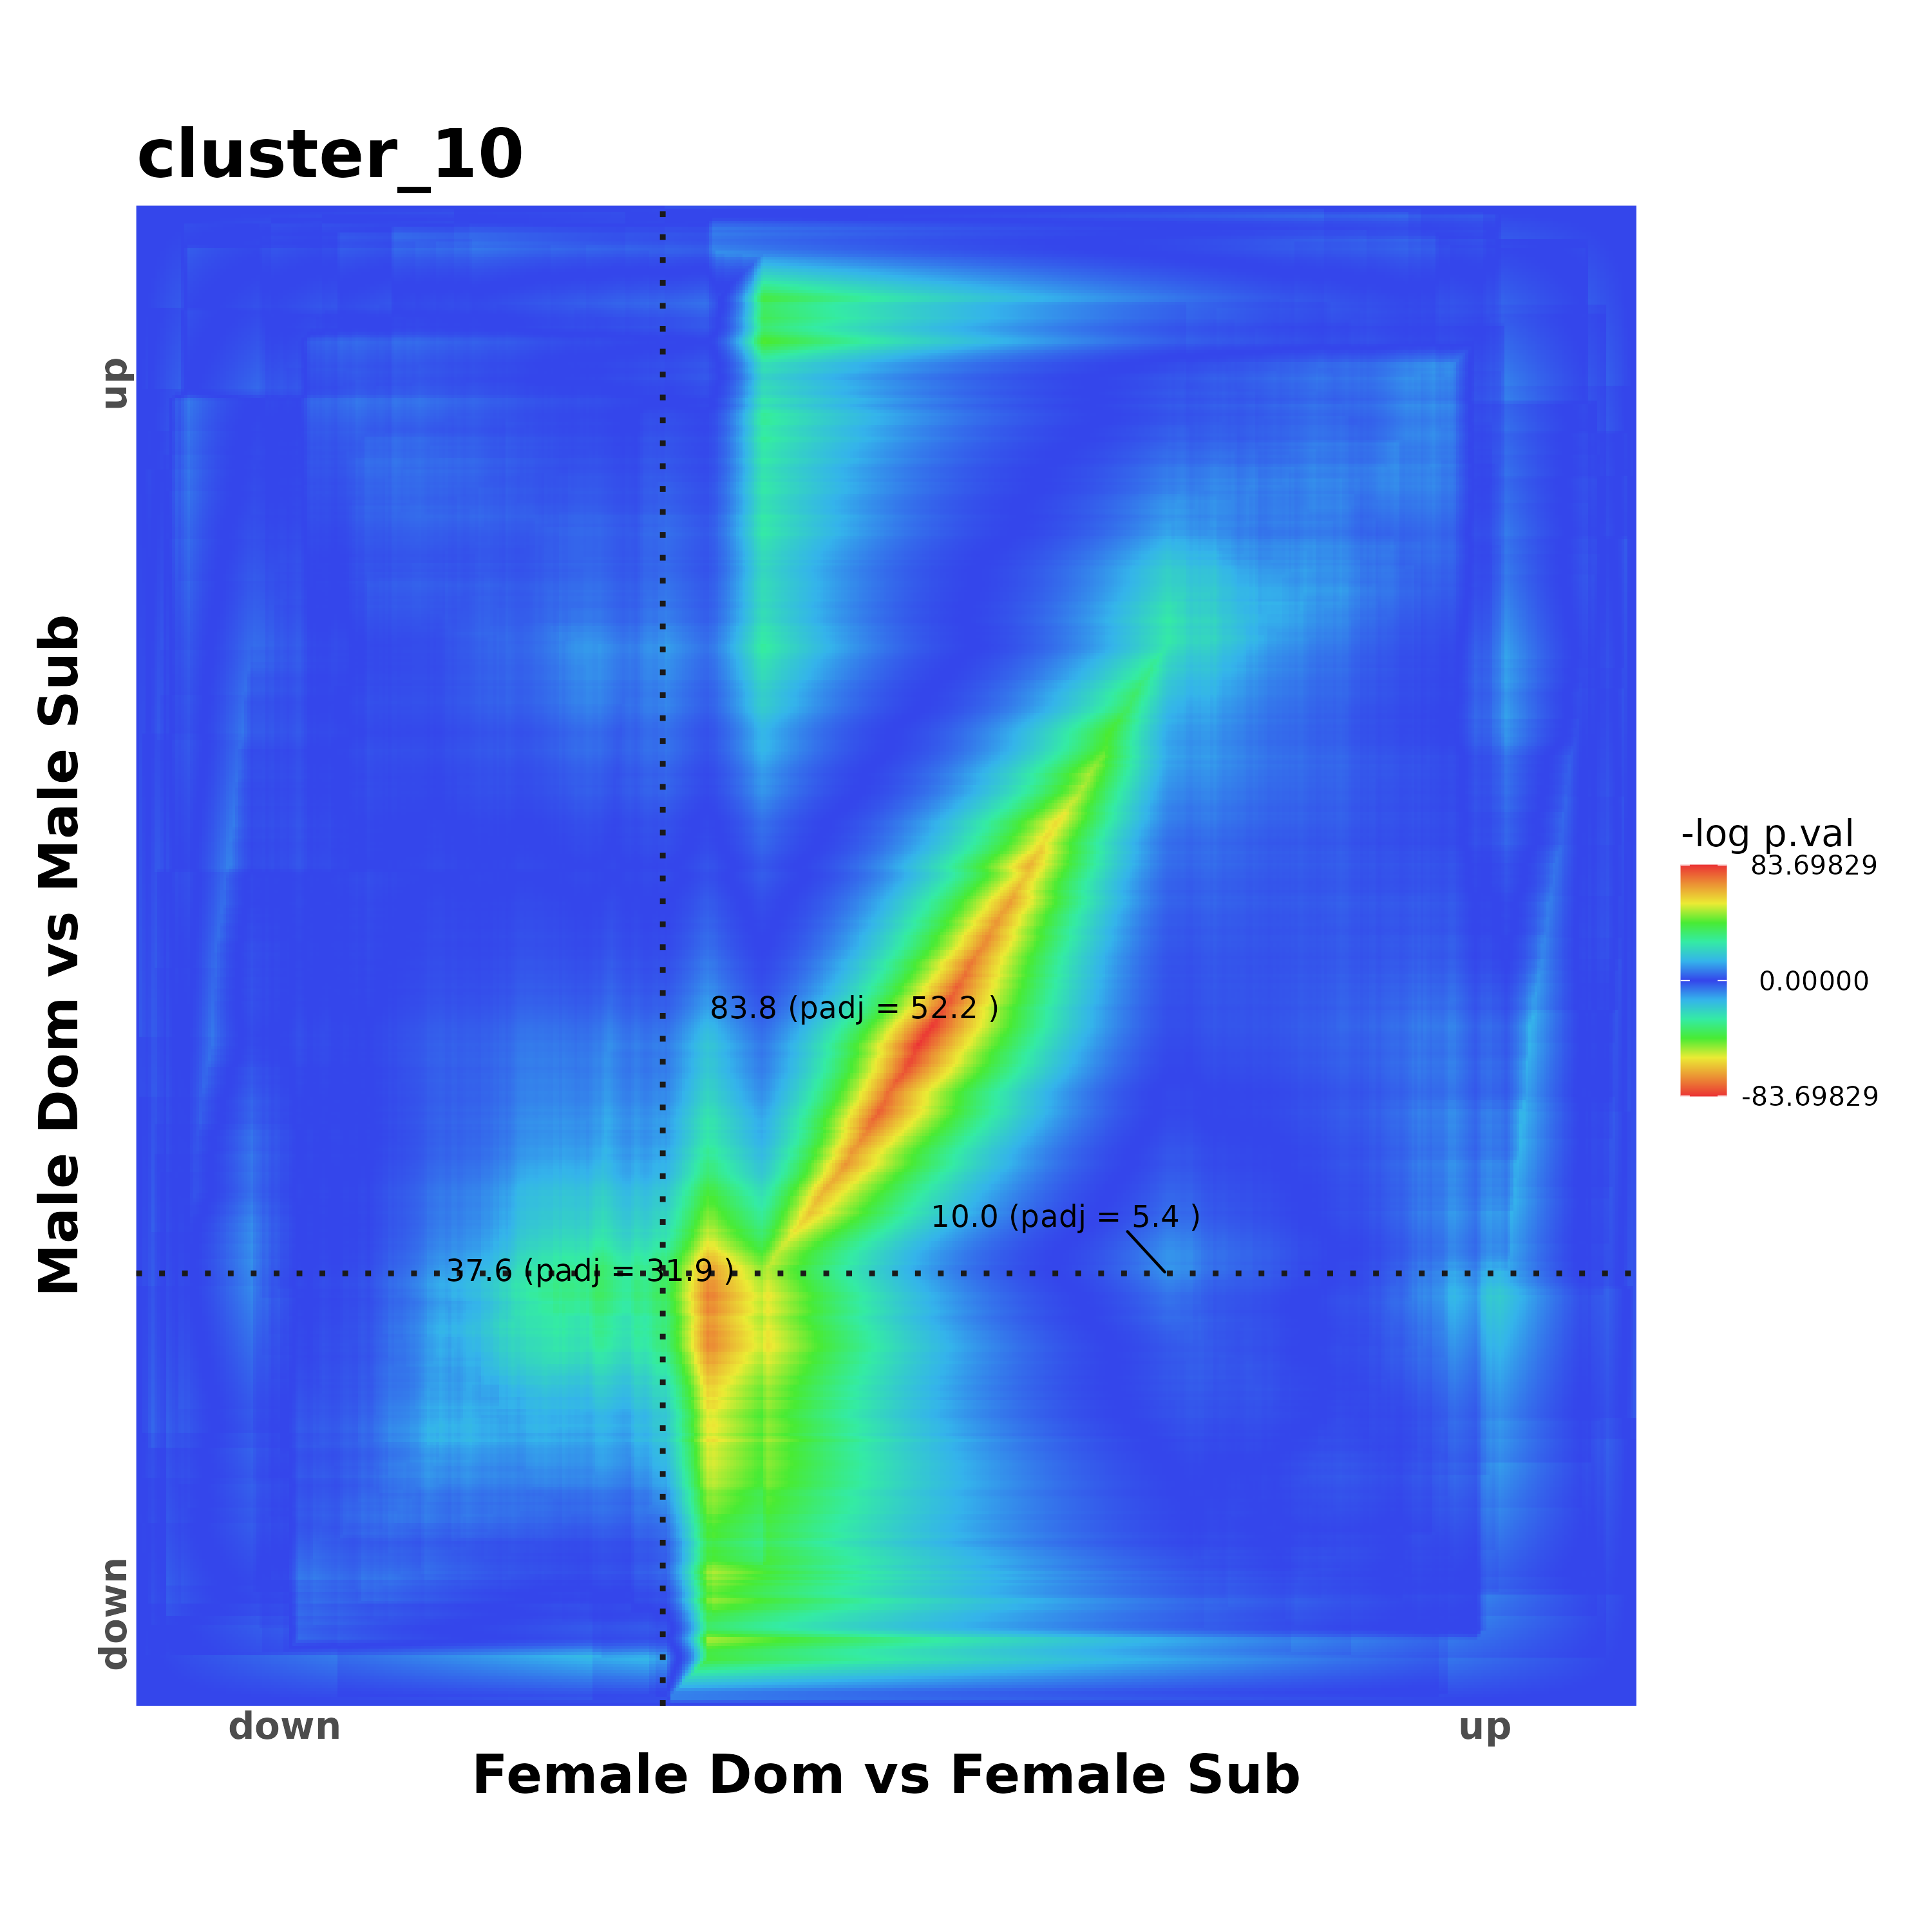 cluster_10
up
Male Dom vs Male Sub
down
83.8 (padj = 52.2 )
10.0 (padj = 5.4 )
37.6 (padj = 31.9 )
-log p.val
83.69829
0.00000
-83.69829
down
up
Female Dom vs Female Sub